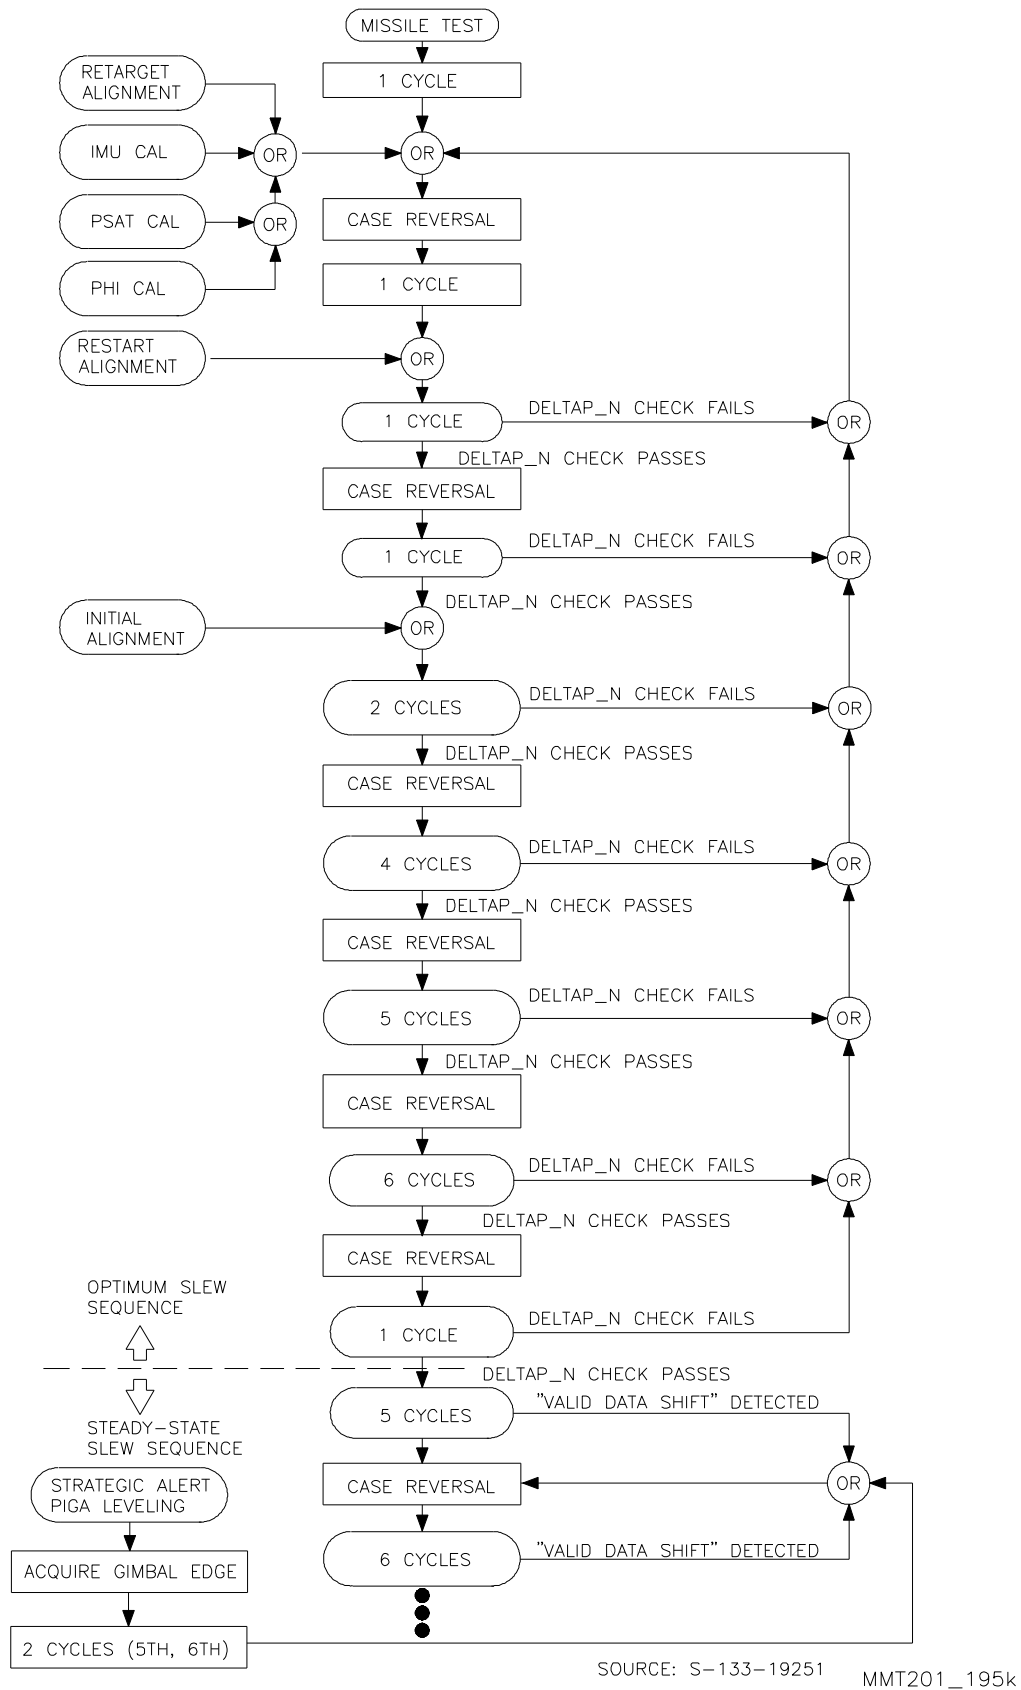 MISSILE TEST
1 CYCLE
RETARGET
ALIGNMENT
IMU CAL
OR
OR
CASE REVERSAL
PSAT CAL
OR
1 CYCLE
PHI CAL
RESTART
ALIGNMENT
OR
1 CYCLE
DELTAP_N CHECK FAILS
OR
DELTAP_N CHECK PASSES
CASE REVERSAL
1 CYCLE
DELTAP_N CHECK FAILS
OR
DELTAP_N CHECK PASSES
INITIAL
ALIGNMENT
OR
2 CYCLES
DELTAP_N CHECK FAILS
OR
DELTAP_N CHECK PASSES
CASE REVERSAL
4 CYCLES
DELTAP_N CHECK FAILS
OR
DELTAP_N CHECK PASSES
CASE REVERSAL
5 CYCLES
DELTAP_N CHECK FAILS
OR
DELTAP_N CHECK PASSES
CASE REVERSAL
6 CYCLES
DELTAP_N CHECK FAILS
OR
DELTAP_N CHECK PASSES
CASE REVERSAL
OPTIMUM SLEW
SEQUENCE
1 CYCLE
DELTAP_N CHECK FAILS
DELTAP_N CHECK PASSES
STEADY-STATE
SLEW SEQUENCE
5 CYCLES
"VALID DATA SHIFT" DETECTED
STRATEGIC ALERT
PIGA LEVELING
CASE REVERSAL
OR
ACQUIRE GIMBAL EDGE
6 CYCLES
"VALID DATA SHIFT" DETECTED
2 CYCLES (5TH, 6TH)
SOURCE: S-133-19251
MMT201_195k